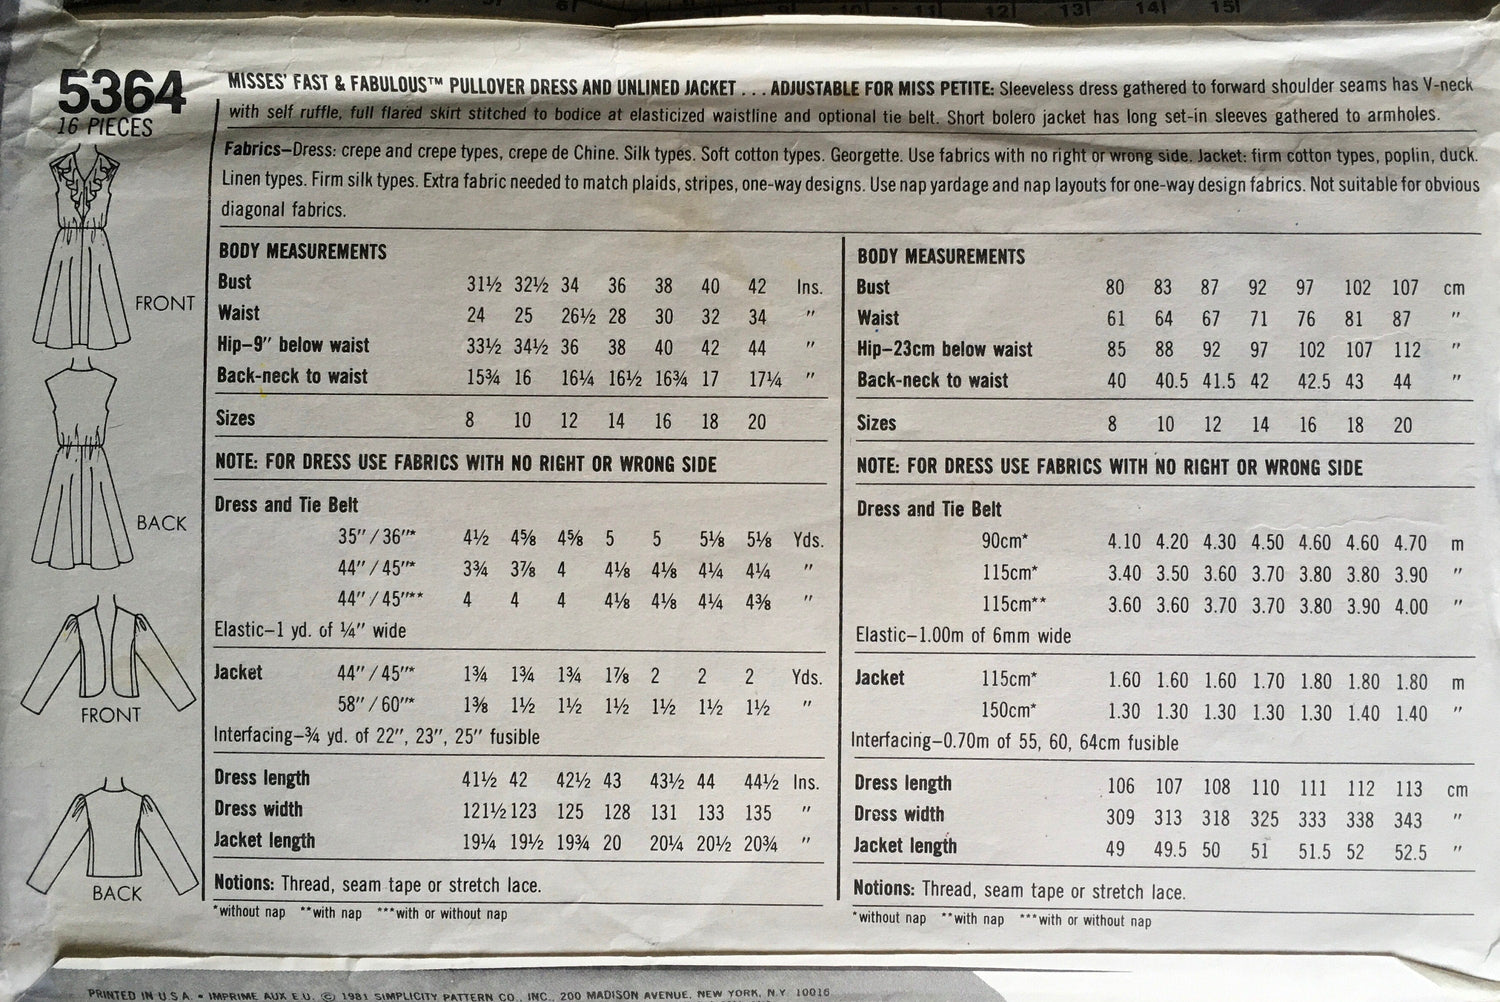 6 10 11 12 13 14 15
5364
16 PIECES
MISSES' FAST & FABULOUS™ PULLOVER DRESS AND UNLINED JACKET . . . ADJUSTABLE FOR MISS PETITE: Sleeveless dress gathered to forward shoulder seams has V-neck
with self ruffle, full flared skirt stitched to bodice at elasticized waistline and optional tie belt. Short bolero jacket has long set-in sleeves gathered to armholes.
Fabrics–Dress: crepe and crepe types, crepe de Chine. Silk types. Soft cotton types. Georgette. Use fabrics with no right or wrong side. Jacket: firm cotton types, poplin, duck.
Linen types. Firm silk types. Extra fabric needed to match plaids, stripes, one-way designs. Use nap yardage and nap layouts for one-way design fabrics. Not suitable for obvious
diagonal fabrics.
FRONT
BACK
FRONT
BACK
BODY MEASUREMENTS
Bust 31½ 32½ 34 36 38 40 42 Ins.
Waist 24 25 26½ 28 30 32 34 "
Hip–9" below waist 33½ 34½ 36 38 40 42 44 "
Back-neck to waist 15¾ 16 16¼ 16½ 16¾ 17 17¼ "
Sizes 8 10 12 14 16 18 20
NOTE: FOR DRESS USE FABRICS WITH NO RIGHT OR WRONG SIDE
Dress and Tie Belt
35"/36"* 4½ 4⅝ 4⅝ 5 5 5⅛ 5⅛ Yds.
44"/45"* 3¾ 3⅞ 4 4⅛ 4⅛ 4¼ 4¼ "
44"/45"** 4 4 4 4⅛ 4⅛ 4¼ 4⅜ "
Elastic–1 yd. of ¼" wide
Jacket 44"/45"* 1¾ 1¾ 1¾ 1⅞ 2 2 2 Yds.
58"/60"* 1⅜ 1½ 1½ 1½ 1½ 1½ 1½ "
Interfacing–¾ yd. of 22", 23", 25" fusible
Dress length 41½ 42 42½ 43 43½ 44 44½ Ins.
Dress width 121½ 123 125 128 131 133 135 "
Jacket length 19¼ 19½ 19¾ 20 20¼ 20½ 20¾ "
Notions: Thread, seam tape or stretch lace.
*without nap **with nap ***with or without nap
BODY MEASUREMENTS
Bust 80 83 87 92 97 102 107 cm
Waist 61 64 67 71 76 81 87 "
Hip–23cm below waist 85 88 92 97 102 107 112 "
Back-neck to waist 40 40.5 41.5 42 42.5 43 44 "
Sizes 8 10 12 14 16 18 20
NOTE: FOR DRESS USE FABRICS WITH NO RIGHT OR WRONG SIDE
Dress and Tie Belt
90cm* 4.10 4.20 4.30 4.50 4.60 4.60 4.70 m
115cm* 3.40 3.50 3.60 3.70 3.80 3.80 3.90 "
115cm** 3.60 3.60 3.70 3.70 3.80 3.90 4.00 "
Elastic–1.00m of 6mm wide
Jacket 115cm* 1.60 1.60 1.60 1.70 1.80 1.80 1.80 m
150cm* 1.30 1.30 1.30 1.30 1.30 1.40 1.40 "
Interfacing–0.70m of 55, 60, 64cm fusible
Dress length 106 107 108 110 111 112 113 cm
Dress width 309 313 318 325 333 338 343 "
Jacket length 49 49.5 50 51 51.5 52 52.5 "
Notions: Thread, seam tape or stretch lace.
*without nap **with nap ***with or without nap
PRINTED IN U.S.A. • IMPRIME AUX E.U. © 1981 SIMPLICITY PATTERN CO., INC., 200 MADISON AVENUE, NEW YORK, N.Y. 10016